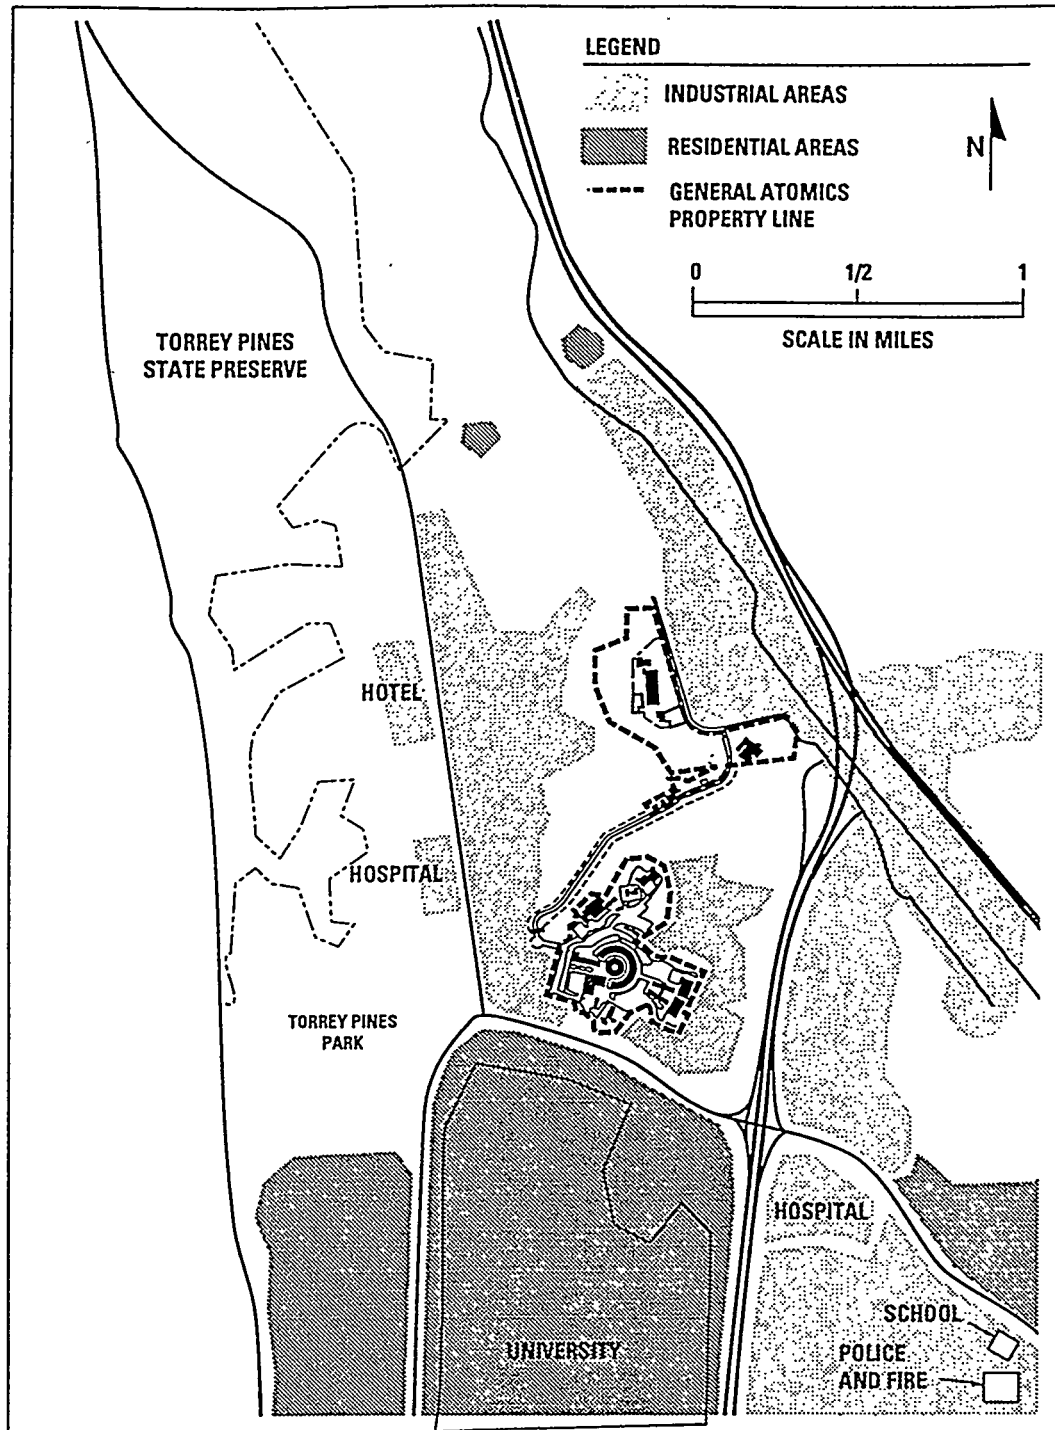 LEGEND
INDUSTRIAL AREAS
RESIDENTIAL AREAS
GENERAL ATOMICS
PROPERTY LINE
N
0 1/2 1
SCALE IN MILES
TORREY PINES
STATE PRESERVE
HOTEL
HOSPITAL
TORREY PINES
PARK
HOSPITAL
SCHOOL
UNIVERSITY
POLICE
AND FIRE